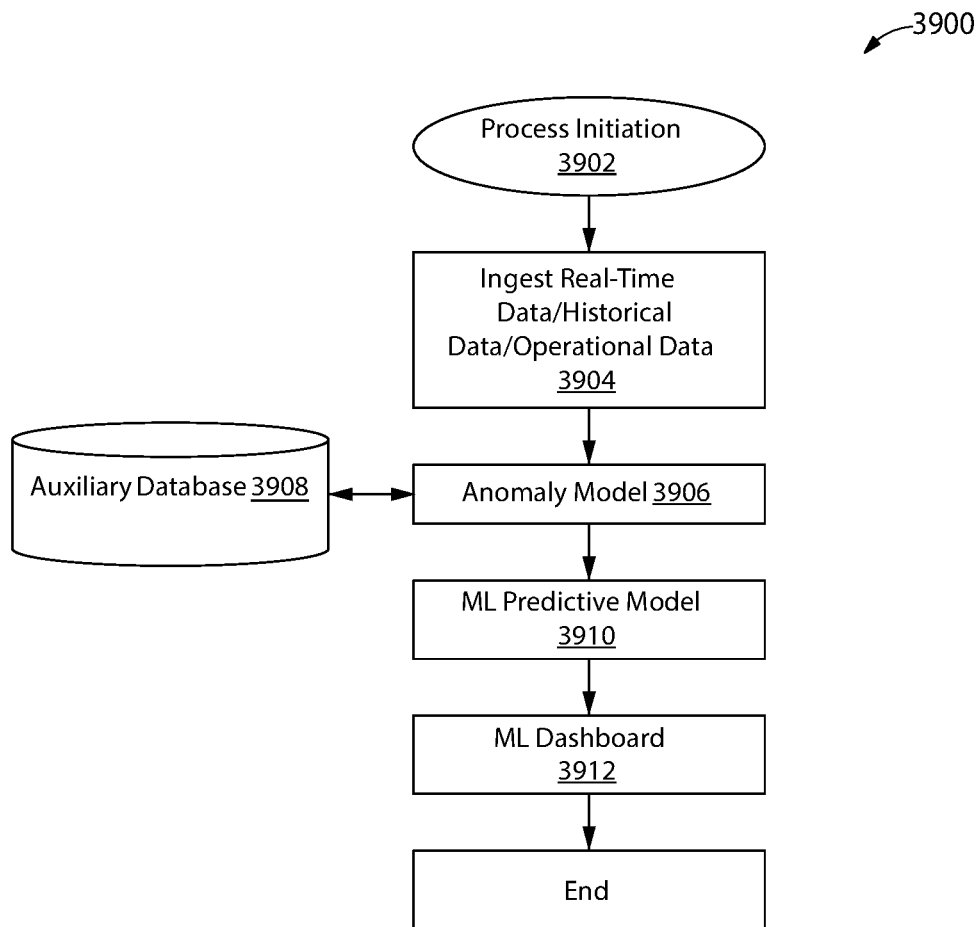 3900
Process Initiation
3902
Ingest Real-Time
Data/Historical
Data/Operational Data
3904
Auxiliary Database 3908
Anomaly Model 3906
ML Predictive Model
3910
ML Dashboard
3912
End